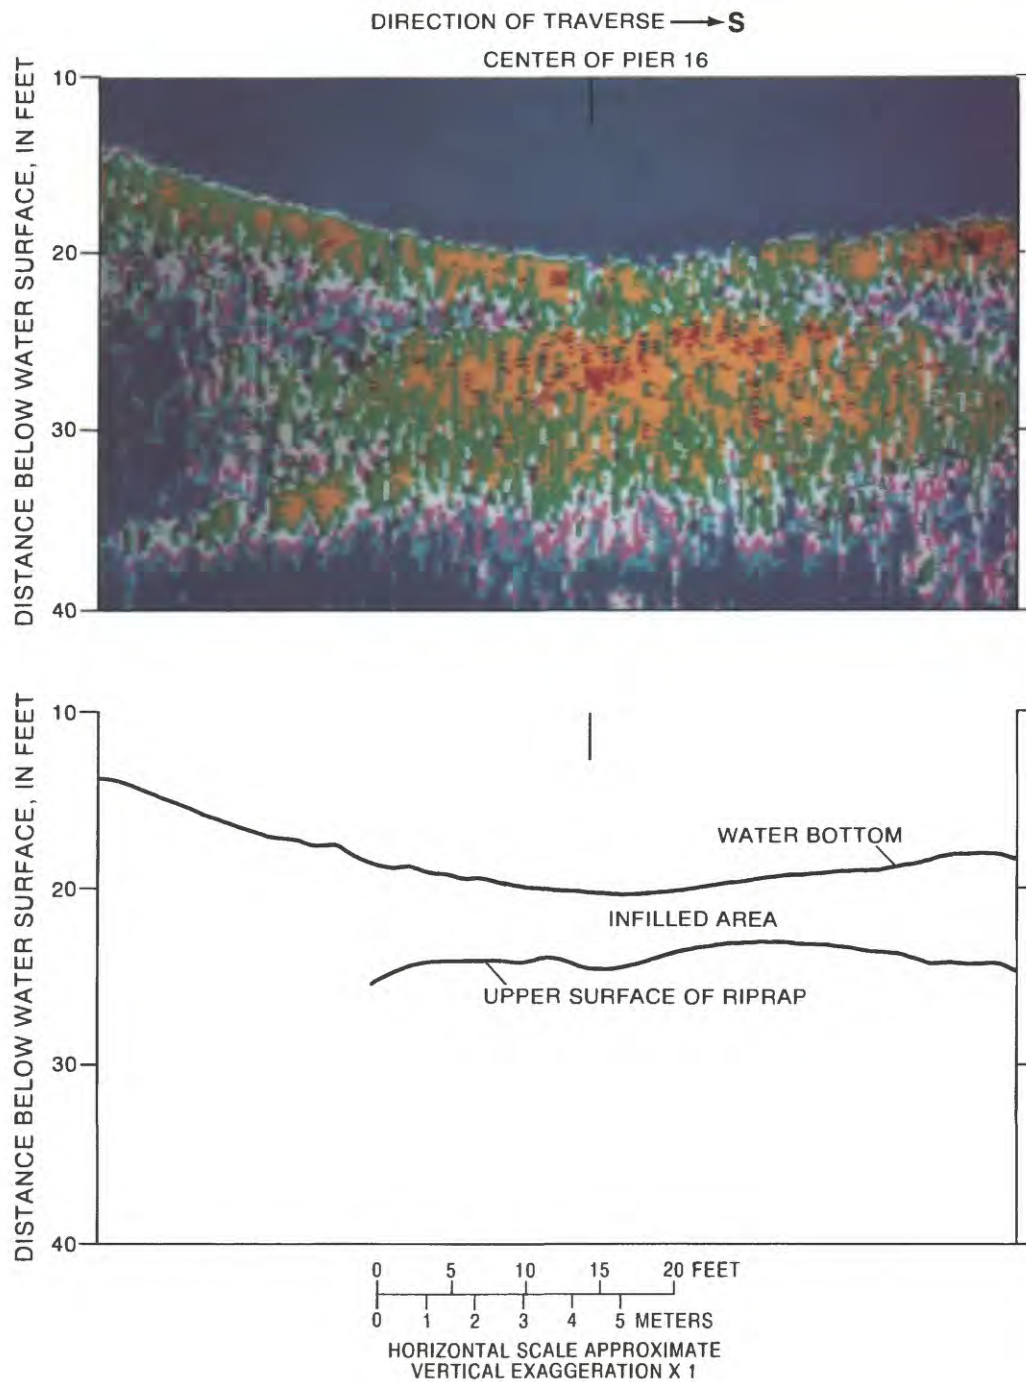 DIRECTION OF TRAVERSE → S
CENTER OF PIER 16
DISTANCE BELOW WATER SURFACE, IN FEET
10
20
30
40
DISTANCE BELOW WATER SURFACE, IN FEET
10
20
30
40
WATER BOTTOM
INFILLED AREA
UPPER SURFACE OF RIPRAP
0 5 10 15 20 FEET
0 1 2 3 4 5 METERS
HORIZONTAL SCALE APPROXIMATE
VERTICAL EXAGGERATION X 1